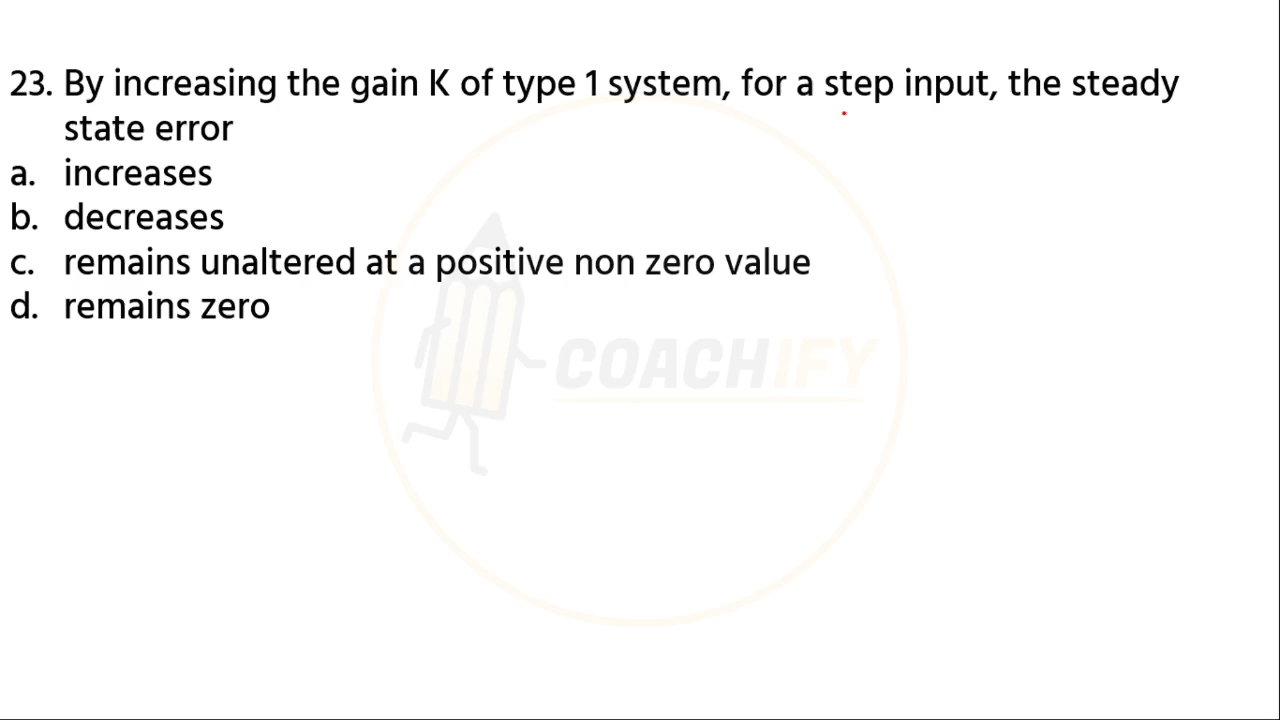 23. By increasing the gain K of type 1 system, for a step input, the steady
state error
a. increases
b. decreases
c. remains unaltered at a positive non zero value
d. remains zero
COACHIFY